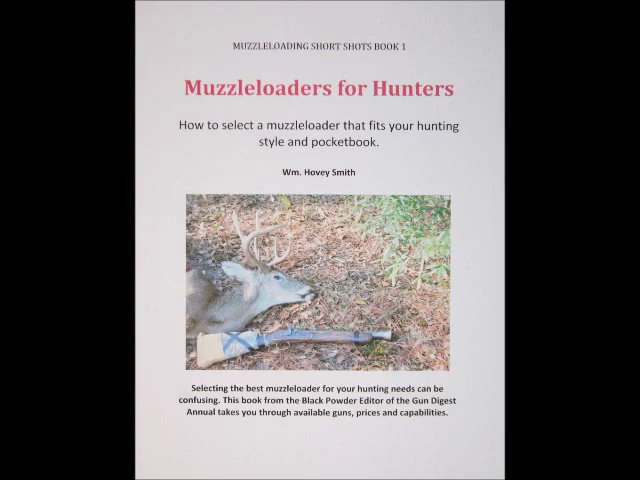 MUZZLELOADING SHORT SHOTS BOOK 1
Muzzleloaders for Hunters
How to select a muzzleloader that fits your hunting
style and pocketbook.
Wm. Hovey Smith
Selecting the best muzzleloader for your hunting needs can be
confusing. This book from the Black Powder Editor of the Gun Digest
Annual takes you through available guns, prices and capabilities.